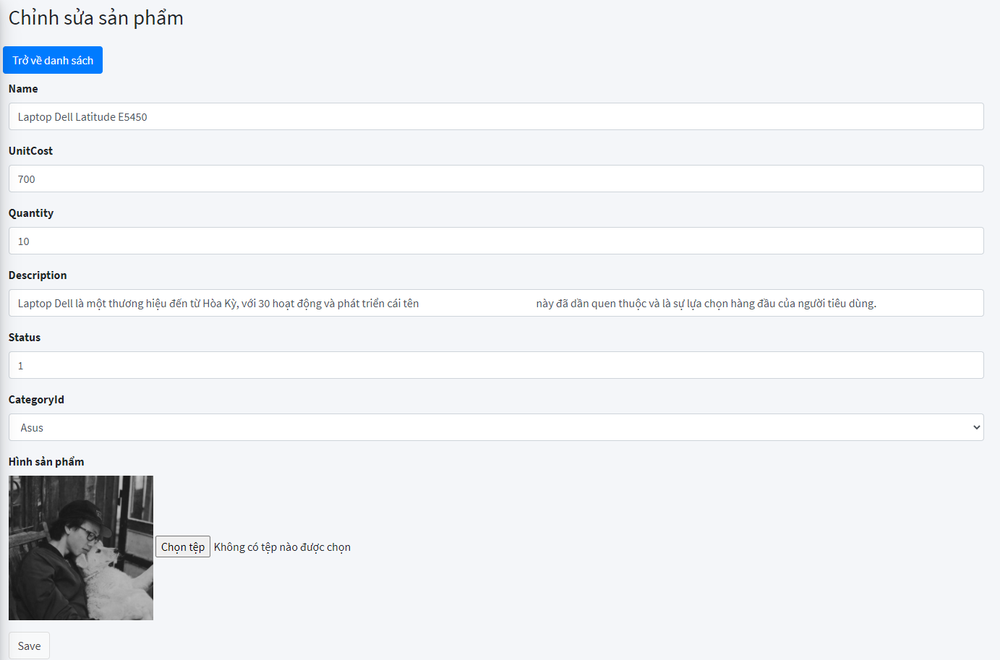 Chỉnh sửa sản phẩm
Trở về danh sách
Name
Laptop Dell Latitude E5450
UnitCost
700
Quantity
10
Description
Laptop Dell là một thương hiệu đến từ Hòa Kỳ, với 30 hoạt động và phát triển cái tên này đã dần quen thuộc và là sự lựa chọn hàng đầu của người tiêu dùng.
Status
1
CategoryId
Asus
Hình sản phẩm
Chọn tệp Không có tệp nào được chọn
Save